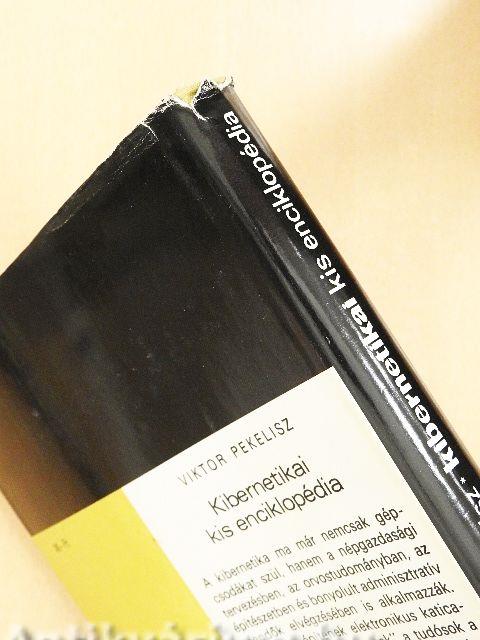 kibernetikai kis enciklopédia
VIKTOR PEKELISZ
Kibernetikai
kis enciklopédia
A kibernetika ma már nemcsak gép-
csodákat szül, hanem a népgazdasági
tervezésben, az orvostudományban, az
építészetben és bonyolult adminisztratív
elvégzésében is alkalmazzák.
elektronikus katica-
a tudósok a